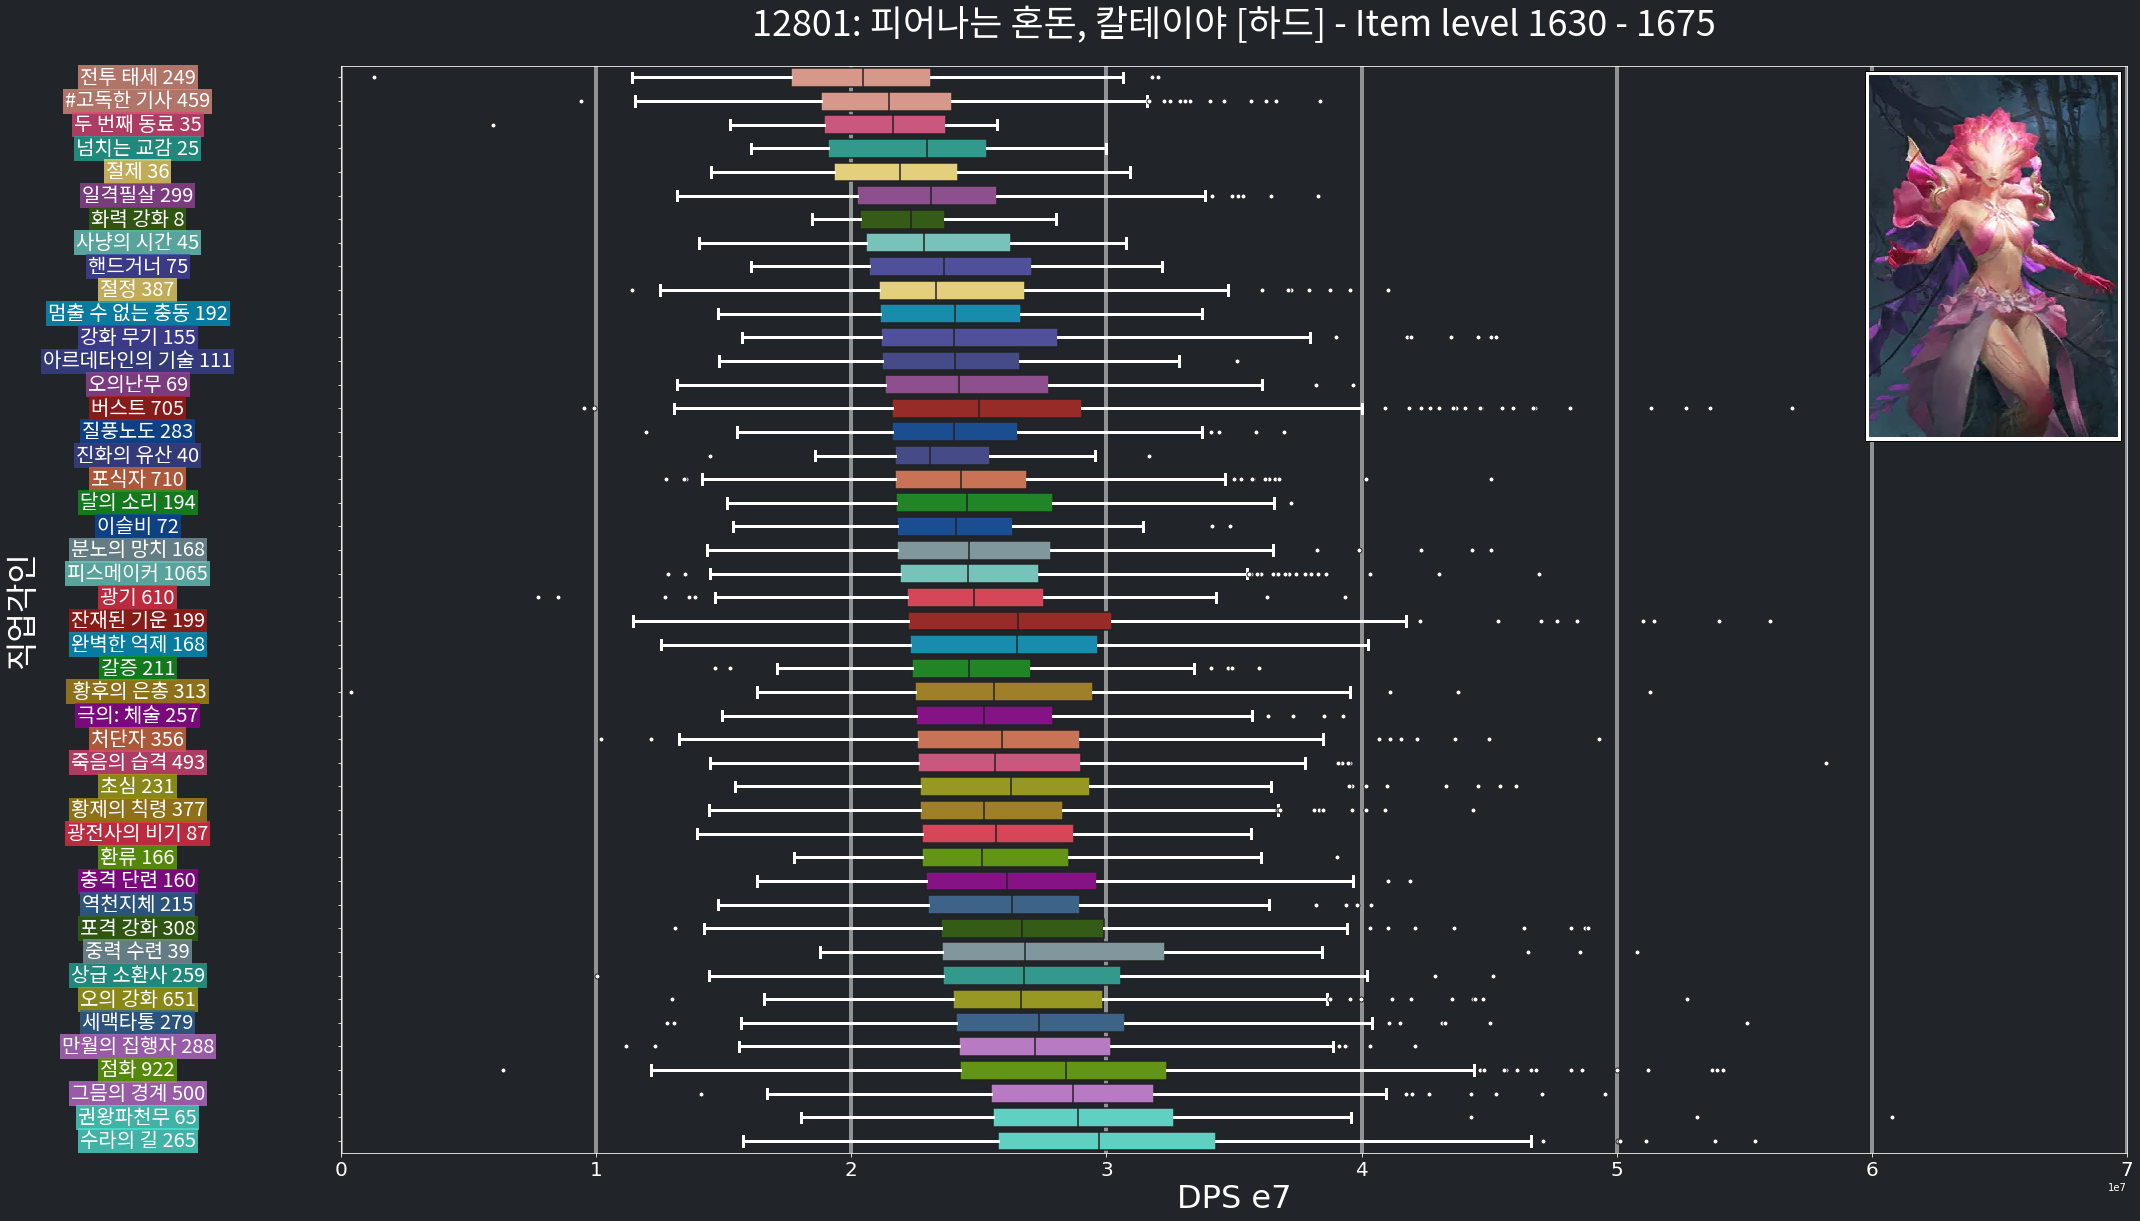 12801: 피어나는 혼돈, 칼테이야 [하드] - Item level 1630 - 1675
직업각인
전투 태세 249
#고독한 기사 459
두 번째 동료 35
넘치는 교감 25
절제 36
일격필살 299
화력 강화 8
사냥의 시간 45
핸드거너 75
절정 387
멈출 수 없는 충동 192
강화 무기 155
아르데타인의 기술 111
오의난무 69
버스트 705
질풍노도 283
진화의 유산 40
포식자 710
달의 소리 194
이슬비 72
분노의 망치 168
피스메이커 1065
광기 610
잔재된 기운 199
완벽한 억제 168
갈증 211
황후의 은총 313
극의: 체술 257
처단자 356
죽음의 습격 493
초심 231
황제의 칙령 377
광전사의 비기 87
환류 166
충격 단련 160
역천지체 215
포격 강화 308
중력 수련 39
상급 소환사 259
오의 강화 651
세맥타통 279
만월의 집행자 288
점화 922
그믐의 경계 500
권왕파천무 65
수라의 길 265
0 1 2 3 4 5 6 7
1e7
DPS e7